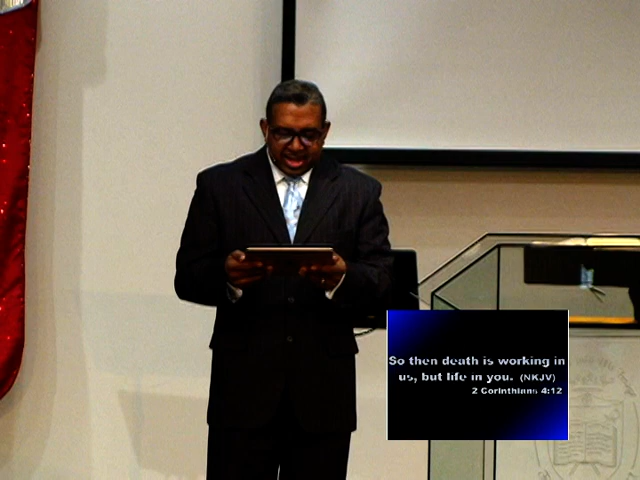 So then death is working in
us, but life in you. (NKJV)
2 Corinthians 4:12